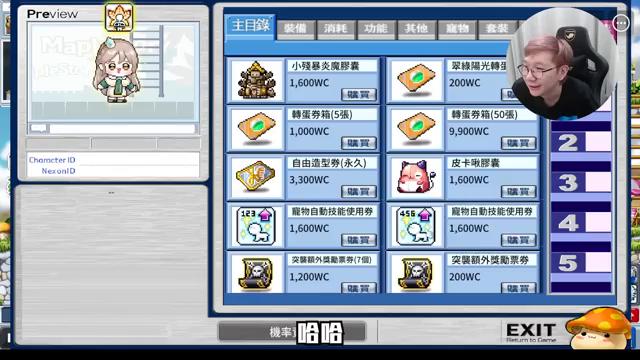 Preview
主目錄 裝備 消耗 功能 其他 寵物 套裝
小殘暴炎魔膠囊
1,600WC
購買
翠綠陽光轉蛋
200WC
轉蛋券箱(5張)
1,000WC
購買
轉蛋券箱(50張)
9,900WC
購買
自由造型券(永久)
3,300WC
購買
皮卡啾膠囊
1,600WC
購買
寵物自動技能使用券
1,600WC
購買
寵物自動技能使用券
1,600WC
購買
突襲額外獎勵票券(7個)
1,200WC
購買
突襲額外獎勵票券
200WC
購買
123
456
2
3
4
5
Character ID
Nexon ID
--
機率
哈哈
EXIT
Return to Game